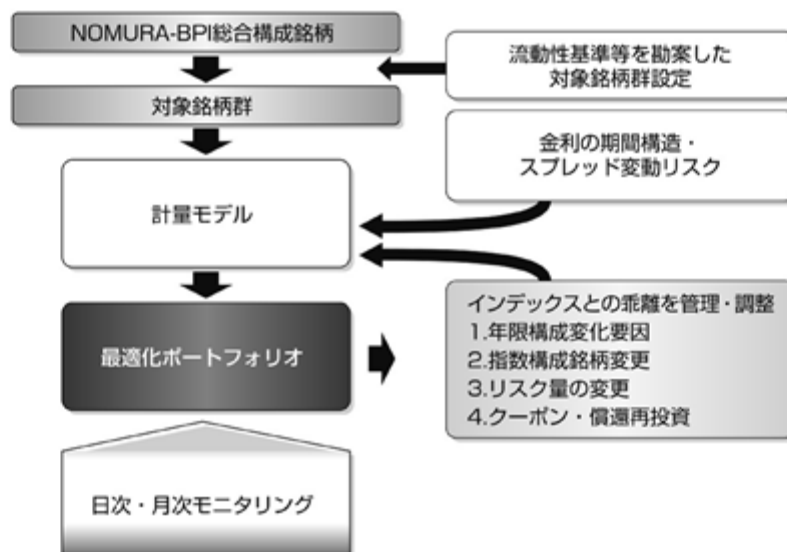 NOMURA-BPI総合構成銘柄
流動性基準等を勘案した
対象銘柄群設定
対象銘柄群
金利の期間構造・
スプレッド変動リスク
計量モデル
インデックスとの乖離を管理・調整
1.年限構成変化要因
2.指数構成銘柄変更
3.リスク量の変更
4.クーポン・償還再投資
最適化ポートフォリオ
日次・月次モニタリング